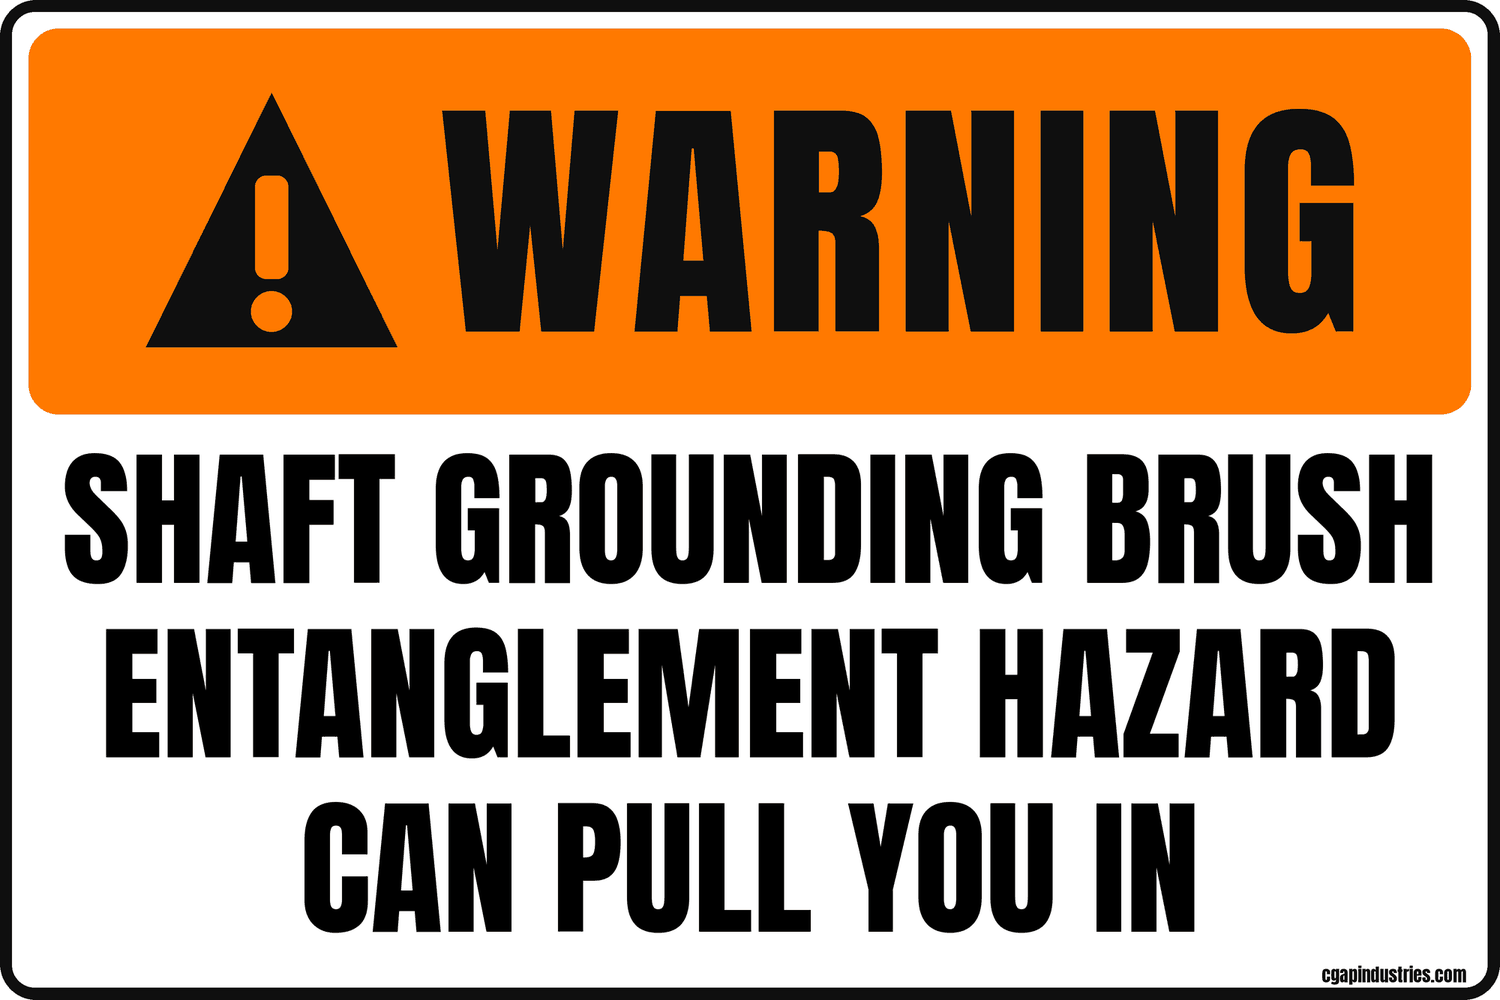 WARNING
SHAFT GROUNDING BRUSH
ENTANGLEMENT HAZARD
CAN PULL YOU IN
cgapindustries.com